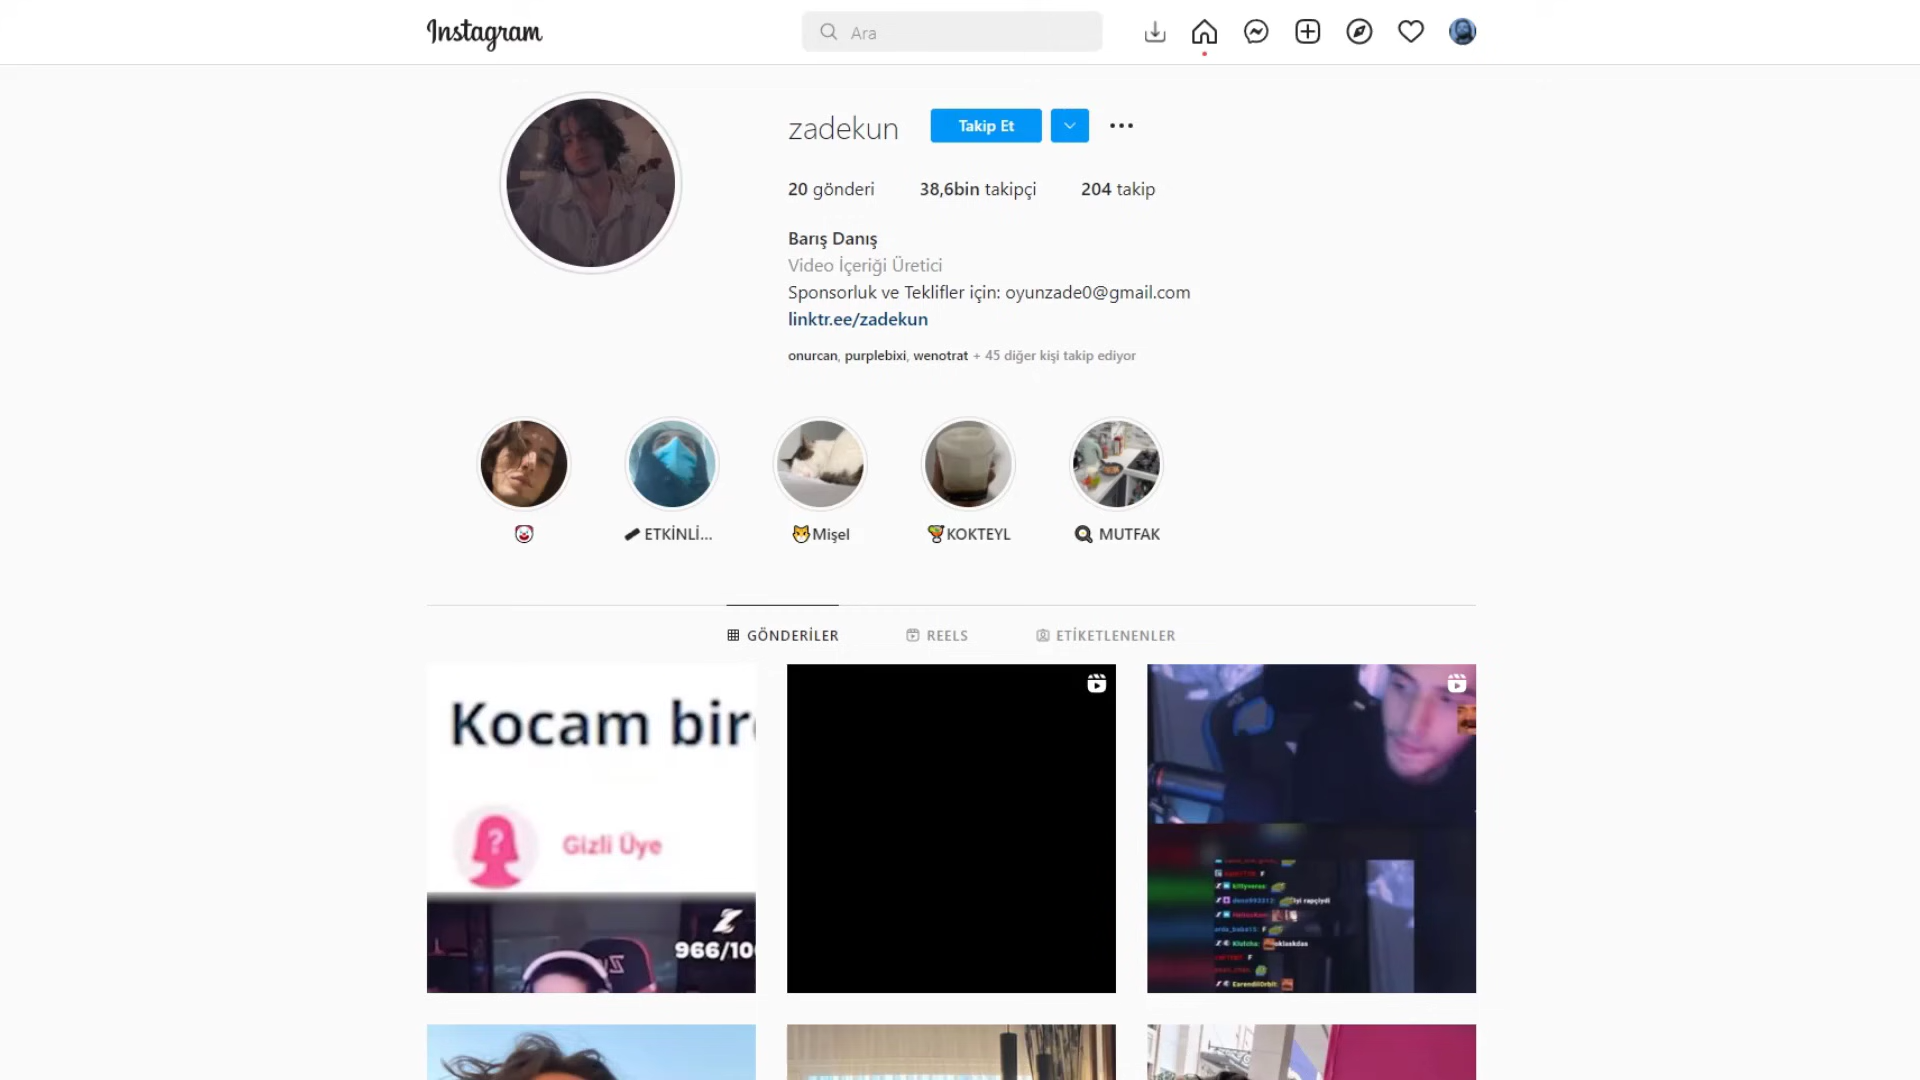 Instagram
Ara
zadekun
Takip Et
20 gönderi
38,6bin takipçi
204 takip
Barış Danış
Video İçeriği Üretici
Sponsorluk ve Teklifler için: oyunzade0@gmail.com
linktr.ee/zadekun
onurcan, purplebixi, wenotrat + 45 diğer kişi takip ediyor
ETKİNLİ...
Mişel
KOKTEYL
MUTFAK
GÖNDERİLER
REELS
ETİKETLENENLER
Kocam bir
Gizli Üye
966/10